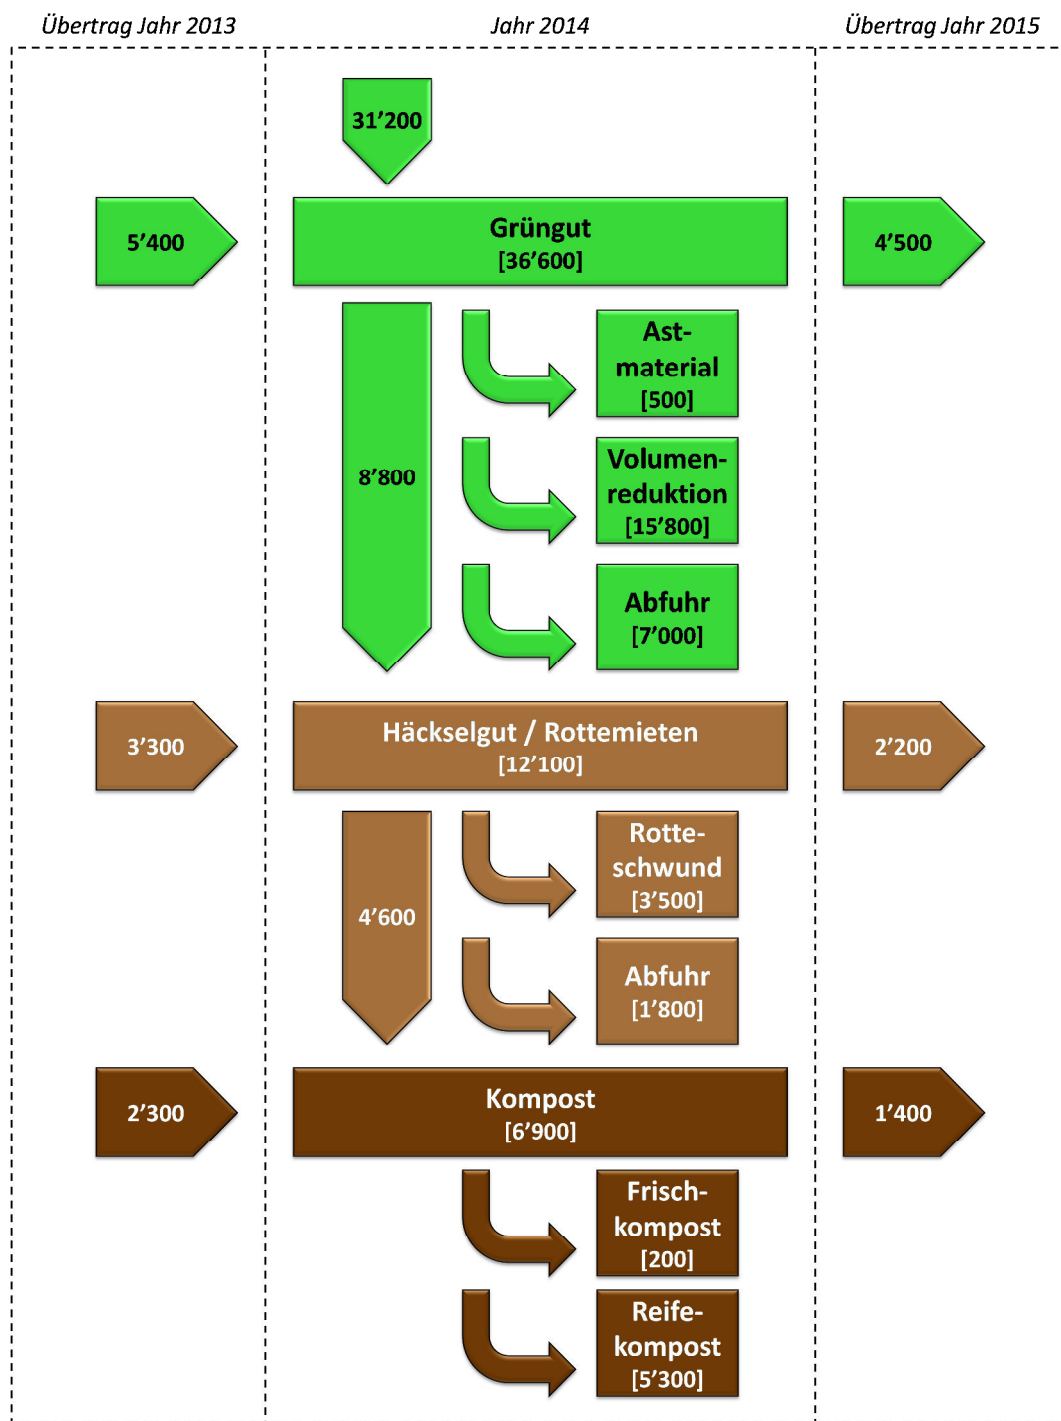 Übertrag Jahr 2013
Jahr 2014
Übertrag Jahr 2015
31’200
5’400
Grüngut
[36’600]
4’500
8’800
Ast-
material
[500]
Volumen-
reduktion
[15’800]
Abfuhr
[7’000]
3’300
Häckselgut / Rottemieten
[12’100]
2’200
4’600
Rotte-
schwund
[3’500]
Abfuhr
[1’800]
2’300
Kompost
[6’900]
1’400
Frisch-
kompost
[200]
Reife-
kompost
[5’300]